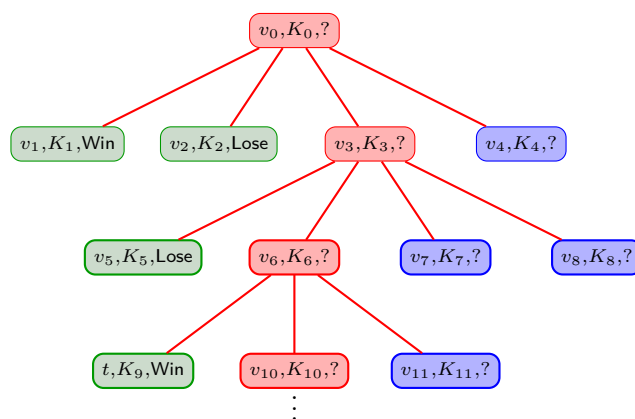 v₀,K₀,?
v₁,K₁,Win v₂,K₂,Lose v₃,K₃,? v₄,K₄,?
v₅,K₅,Lose v₆,K₆,? v₇,K₇,? v₈,K₈,?
t,K₉,Win v₁₀,K₁₀,? v₁₁,K₁₁,?
⋮